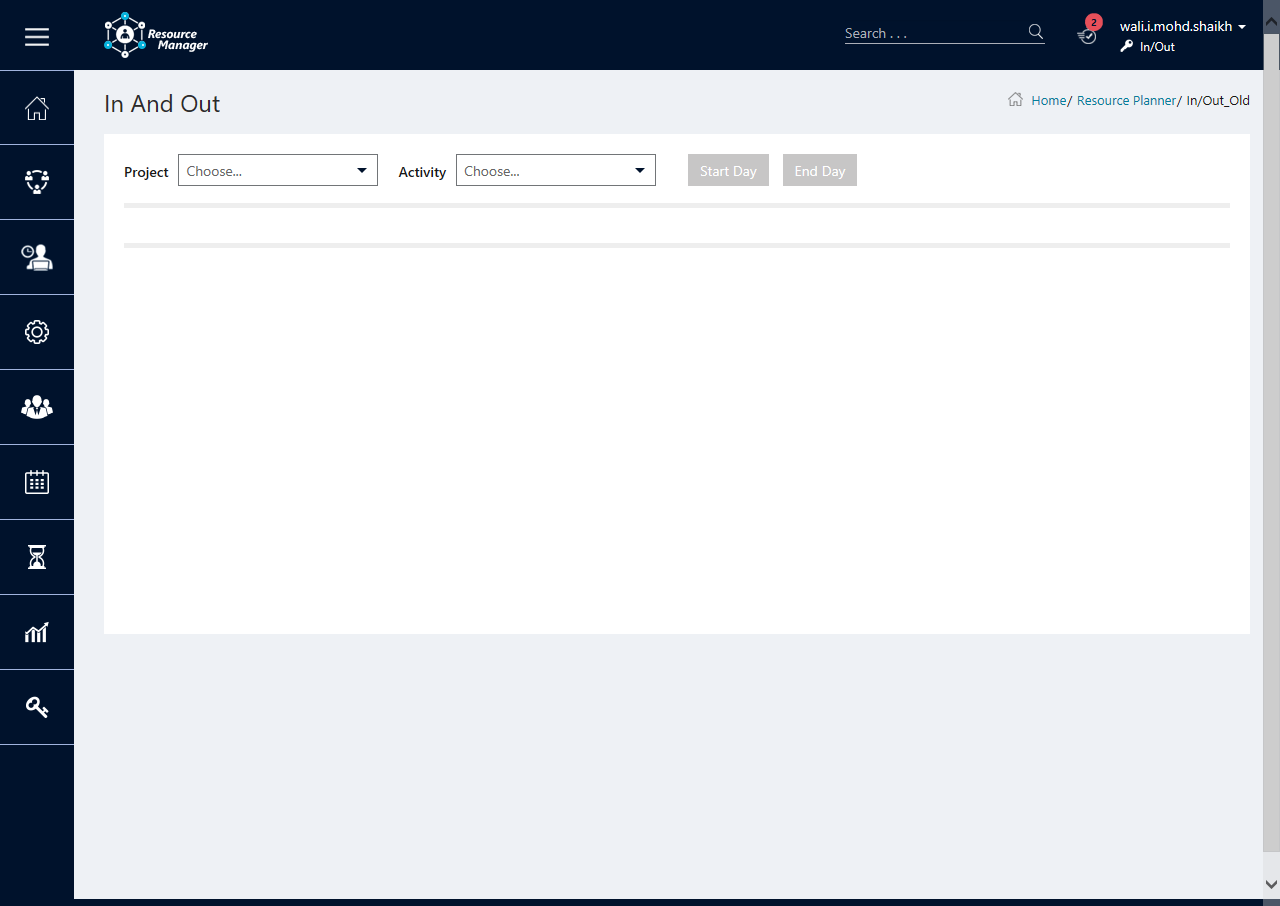 Resource
Manager
Search . . .
2
wali.i.mohd.shaikh
In/Out
In And Out
Home/ Resource Planner/ In/Out_Old
Project Choose... Activity Choose... Start Day End Day